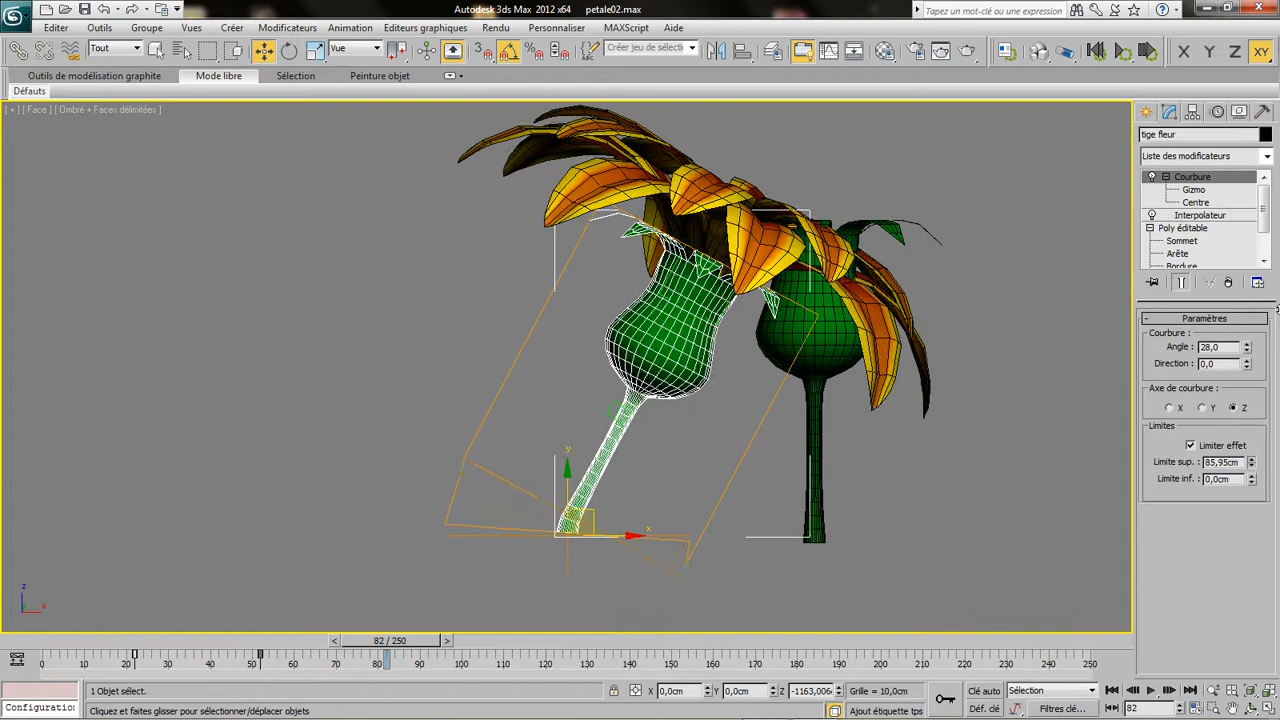 Autodesk 3ds Max 2012 x64 petale02.max
Tapez un mot-clé ou une expression
Editer Outils Groupe Vues Créer Modificateurs Animation Editeurs graphiques Rendu Personnaliser MAXScript Aide
Tout Vue 3 Créer jeu de sélection X Y Z XY
Outils de modélisation graphite Mode libre Sélection Peinture objet
Défauts
[ + ] [ Face ] [ Ombré + Faces délimitées ]
tige fleur
Liste des modificateurs
Courbure
Gizmo
Centre
Interpolateur
Poly éditable
Sommet
Arête
Bordure
- Paramètres
Courbure :
Angle : 28,0
Direction : 0,0
Axe de courbure :
X Y Z
Limites
Limiter effet
Limite sup. : 85,95cm
Limite inf. : 0,0cm
y
x
z
y x
< 82 / 250 >
0 10 20 30 40 50 60 70 80 90 100 110 120 130 140 150 160 170 180 190 200 210 220 230 240 250
1 Objet sélect. X 0,0cm Y 0,0cm Z -1163,006 Grille = 10,0cm Clé auto Sélection
Configuratio Cliquez et faites glisser pour sélectionner/déplacer objets Ajout étiquette tps Déf. clé Filtres clé... 82